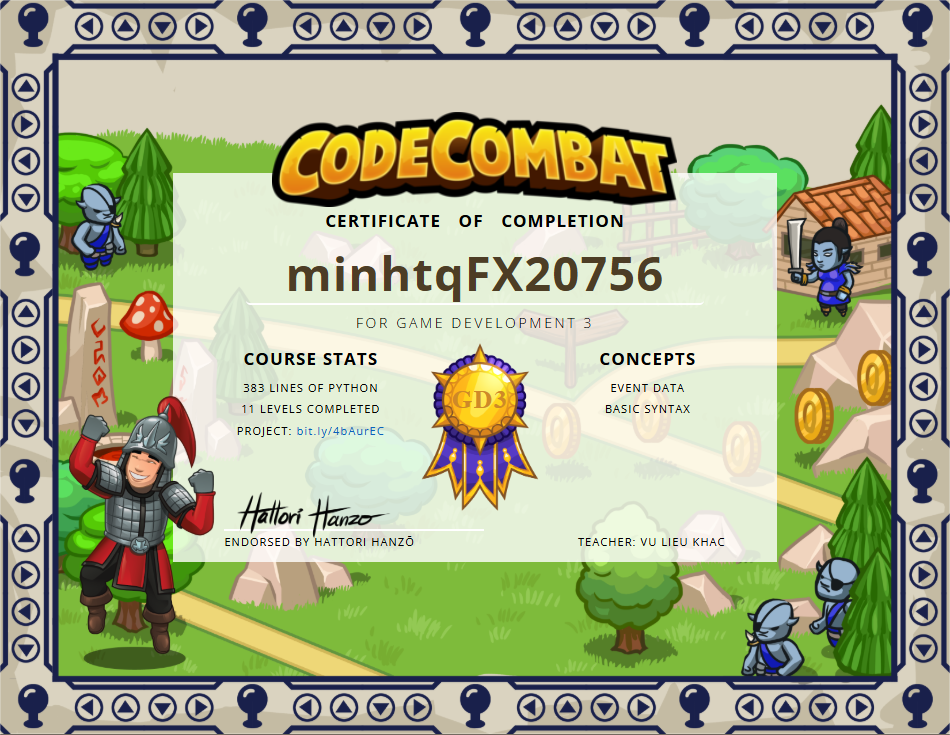 CODECOMBAT
CERTIFICATE OF COMPLETION
minhtqFX20756
FOR GAME DEVELOPMENT 3
COURSE STATS
383 LINES OF PYTHON
11 LEVELS COMPLETED
PROJECT: bit.ly/4bAurEC
GD3
CONCEPTS
EVENT DATA
BASIC SYNTAX
Hattori Hanzo
ENDORSED BY HATTORI HANZŌ
TEACHER: VU LIEU KHAC